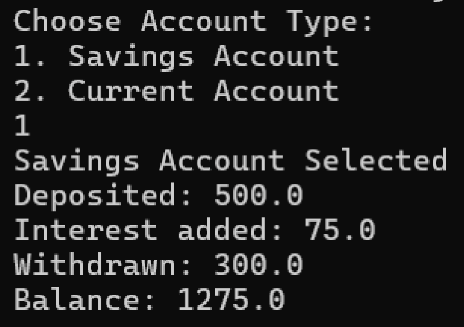 Choose Account Type:
1. Savings Account
2. Current Account
1
Savings Account Selected
Deposited: 500.0
Interest added: 75.0
Withdrawn: 300.0
Balance: 1275.0